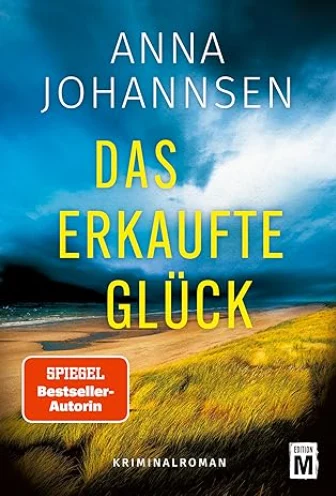 ANNA
JOHANNSEN
DAS
ERKAUFTE
GLÜCK
SPIEGEL
Bestseller-
Autorin
EDITION
M
KRIMINALROMAN